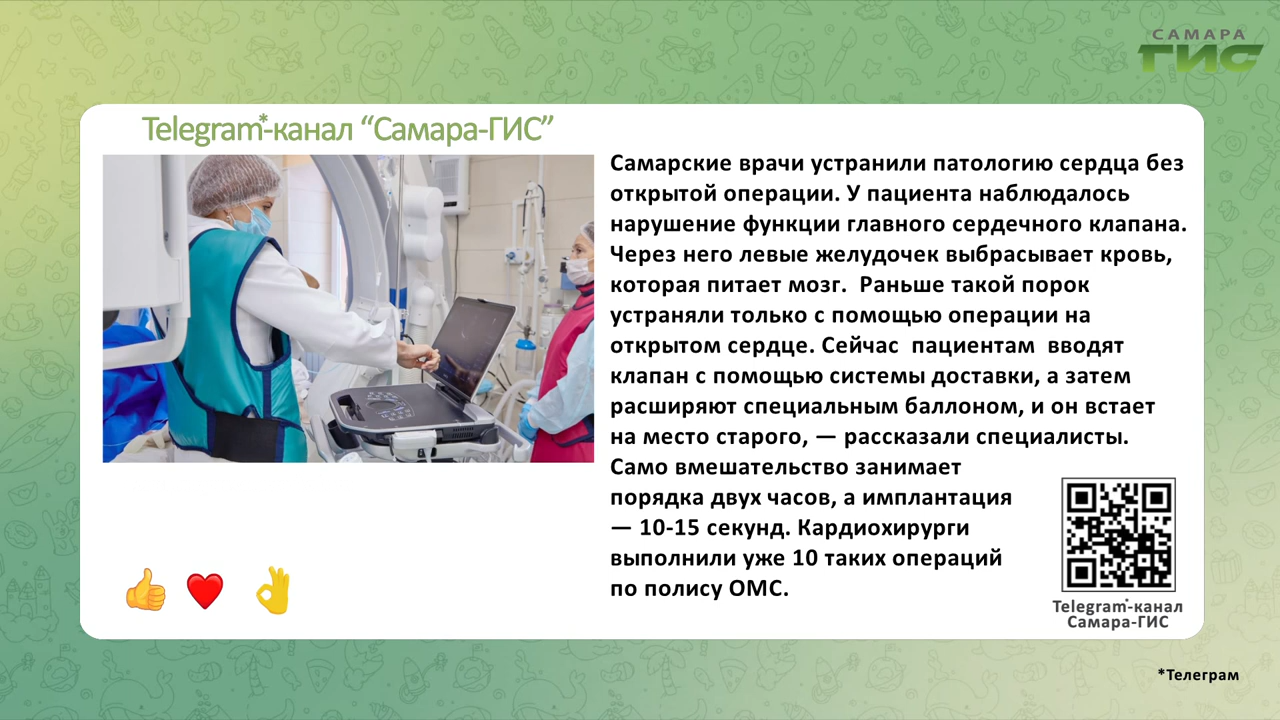 САМАРА
ГИС
Telegram*-канал “Самара-ГИС”
Самарские врачи устранили патологию сердца без
открытой операции. У пациента наблюдалось
нарушение функции главного сердечного клапана.
Через него левые желудочек выбрасывает кровь,
которая питает мозг. Раньше такой порок
устраняли только с помощью операции на
открытом сердце. Сейчас пациентам вводят
клапан с помощью системы доставки, а затем
расширяют специальным баллоном, и он встает
на место старого, — рассказали специалисты.
Само вмешательство занимает
порядка двух часов, а имплантация
— 10-15 секунд. Кардиохирурги
выполнили уже 10 таких операций
по полису ОМС.
Telegram*-канал
Самара-ГИС
*Телеграм